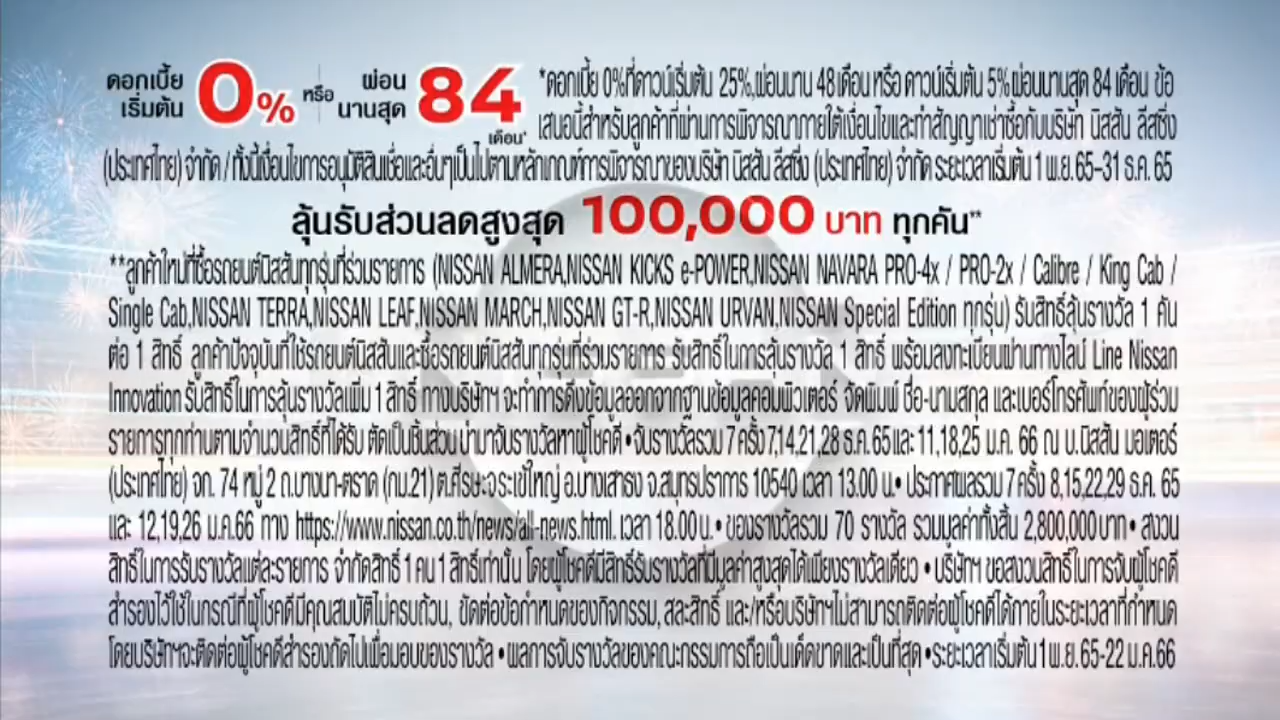 ดอกเบี้ย เริ่มต้น 0% หรือ ผ่อน นานสุด 84 เดือน*
*ดอกเบี้ย 0%ที่ดาวน์เริ่มต้น 25%,ผ่อนนาน 48 เดือน หรือ ดาวน์เริ่มต้น 5%ผ่อนนานสุด 84 เดือน ข้อ
เสนอนี้สำหรับลูกค้าที่ผ่านการพิจารณาภายใต้เงื่อนไขและทำสัญญาเช่าซื้อกับบริษัท นิสสัน ลีสซิ่ง
(ประเทศไทย) จำกัด / ทั้งนี้เงื่อนไขการอนุมัติสินเชื่อและอื่นๆเป็นไปตามหลักเกณฑ์การพิจารณาของบริษัท นิสสัน ลีสซิ่ง (ประเทศไทย) จำกัด ระยะเวลาเริ่มต้น 1 พ.ย. 65–31 ธ.ค. 65
ลุ้นรับส่วนลดสูงสุด 100,000 บาท ทุกคัน**
**ลูกค้าใหม่ที่ซื้อรถยนต์นิสสันทุกรุ่นที่ร่วมรายการ (NISSAN ALMERA,NISSAN KICKS e-POWER,NISSAN NAVARA PRO-4x / PRO-2x / Calibre / King Cab /
Single Cab,NISSAN TERRA,NISSAN LEAF,NISSAN MARCH,NISSAN GT-R,NISSAN URVAN,NISSAN Special Edition ทุกรุ่น) รับสิทธิ์ลุ้นรางวัล 1 คัน
ต่อ 1 สิทธิ์ ลูกค้าปัจจุบันที่ใช้รถยนต์นิสสันและซื้อรถยนต์นิสสันทุกรุ่นที่ร่วมรายการ รับสิทธิ์ในการลุ้นรางวัล 1 สิทธิ์ พร้อมลงทะเบียนผ่านทางไลน์ Line Nissan
Innovation รับสิทธิ์ในการลุ้นรางวัลเพิ่ม 1 สิทธิ์ ทางบริษัทฯ จะทำการดึงข้อมูลออกจากฐานข้อมูลคอมพิวเตอร์ จัดพิมพ์ ชื่อ-นามสกุล และเบอร์โทรศัพท์ของผู้ร่วม
รายการทุกท่านตามจำนวนสิทธิ์ที่ได้รับ ตัดเป็นชิ้นส่วน นำมาจับรางวัลหาผู้โชคดี • จับรางวัลรวม 7 ครั้ง 7,14,21,28 ธ.ค. 65 และ 11,18,25 ม.ค. 66 ณ บ.นิสสัน มอเตอร์
(ประเทศไทย) จก. 74 หมู่ 2 ถ.บางนา-ตราด (กม.21) ต.ศีรษะจระเข้ใหญ่ อ.บางเสาธง จ.สมุทรปราการ 10540 เวลา 13.00 น.• ประกาศผลรวม 7 ครั้ง 8,15,22,29 ธ.ค. 65
และ 12,19,26 ม.ค.66 ทาง https://www.nissan.co.th/news/all-news.html. เวลา 18.00 น. • ของรางวัลรวม 70 รางวัล รวมมูลค่าทั้งสิ้น 2,800,000 บาท • สงวน
สิทธิ์ในการรับรางวัลแต่ละรายการ จำกัดสิทธิ์ 1 คน 1 สิทธิ์เท่านั้น โดยผู้โชคดีมีสิทธิ์รับรางวัลที่มีมูลค่าสูงสุดได้เพียงรางวัลเดียว • บริษัทฯ ขอสงวนสิทธิ์ในการจับผู้โชคดี
สำรองไว้ใช้ในกรณีที่ผู้โชคดีมีคุณสมบัติไม่ครบถ้วน, ขัดต่อข้อกำหนดของกิจกรรม, สละสิทธิ์ และ/หรือบริษัทฯไม่สามารถติดต่อผู้โชคดีได้ภายในระยะเวลาที่กำหนด
โดยบริษัทฯจะติดต่อผู้โชคดีสำรองถัดไปเพื่อมอบของรางวัล • ผลการจับรางวัลของคณะกรรมการถือเป็นเด็ดขาดและเป็นที่สุด • ระยะเวลาเริ่มต้น 1 พ.ย. 65-22 ม.ค. 66